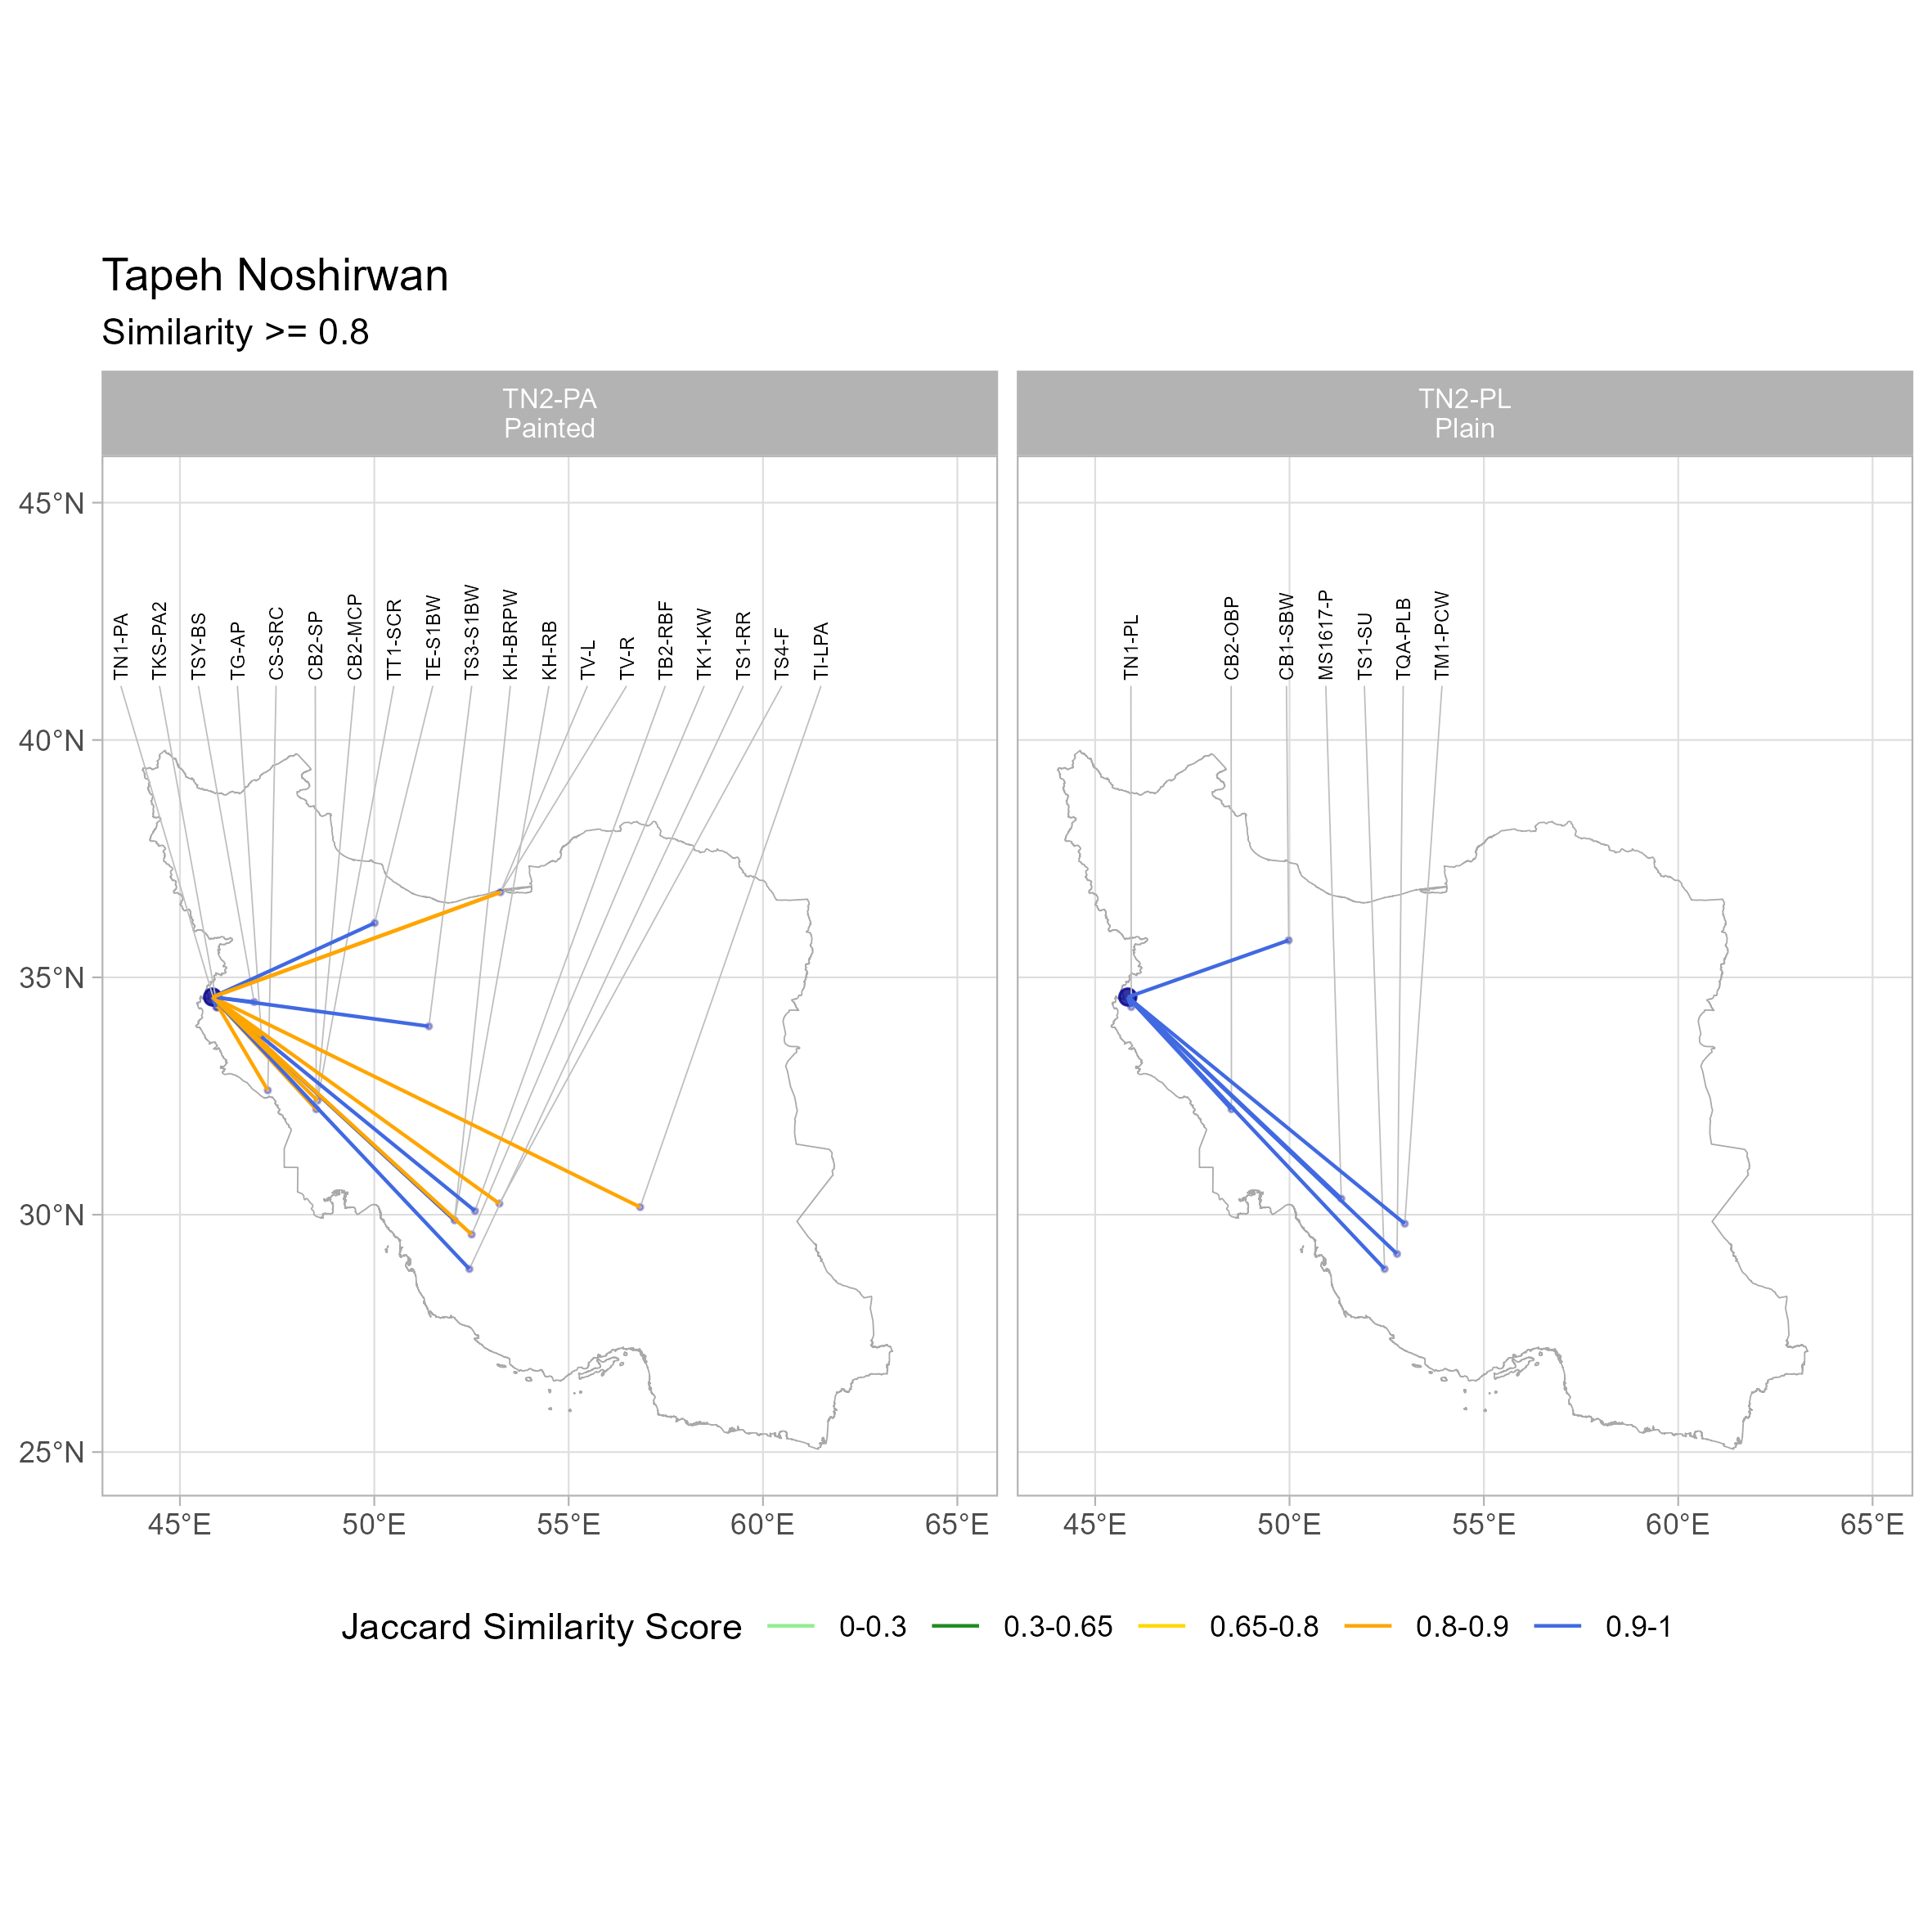 Tapeh Noshirwan
Similarity >= 0.8
TN2-PA
Painted
TN2-PL
Plain
TN1-PA
TKS-PA2
TSY-BS
TG-AP
CS-SRC
CB2-SP
CB2-MCP
TT1-SCR
TE-S1BW
TS3-S1BW
KH-BRPW
KH-RB
TV-L
TV-R
TB2-RBF
TK1-KW
TS1-RR
TS4-F
TI-LPA
TN1-PL
CB2-OBP
CB1-SBW
MS1617-P
TS1-SU
TQA-PLB
TM1-PCW
45°N
40°N
35°N
30°N
25°N
45°E 50°E 55°E 60°E 65°E
45°E 50°E 55°E 60°E 65°E
Jaccard Similarity Score 0-0.3 0.3-0.65 0.65-0.8 0.8-0.9 0.9-1